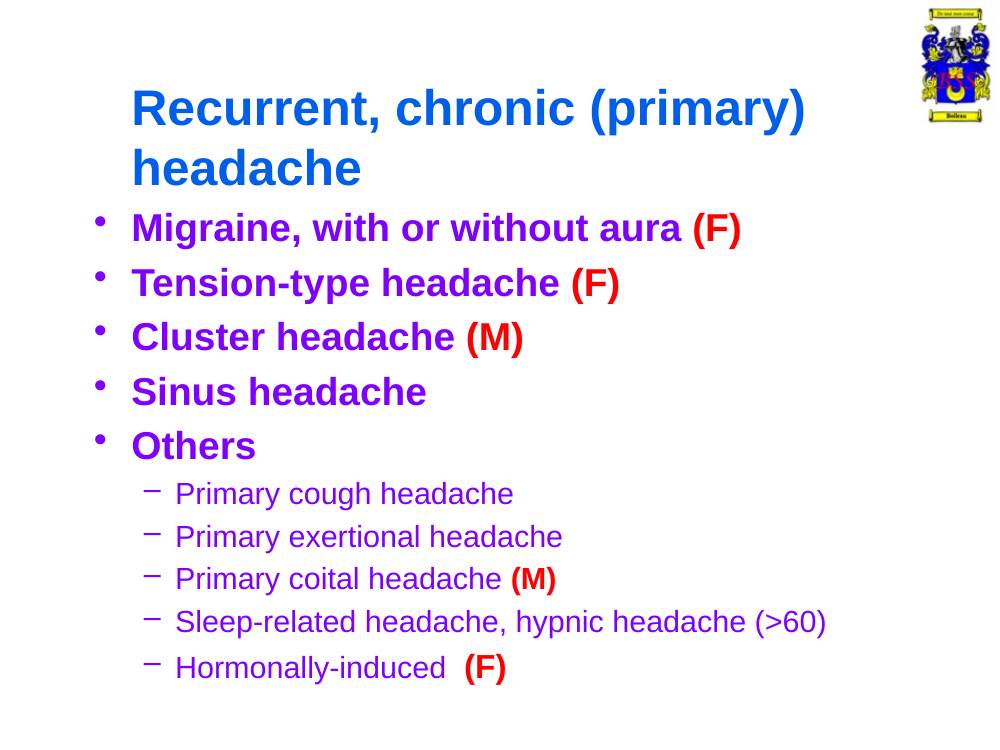 Recurrent, chronic (primary)
headache
• Migraine, with or without aura (F)
• Tension-type headache (F)
• Cluster headache (M)
• Sinus headache
• Others
– Primary cough headache
– Primary exertional headache
– Primary coital headache (M)
– Sleep-related headache, hypnic headache (>60)
– Hormonally-induced (F)
Boileau